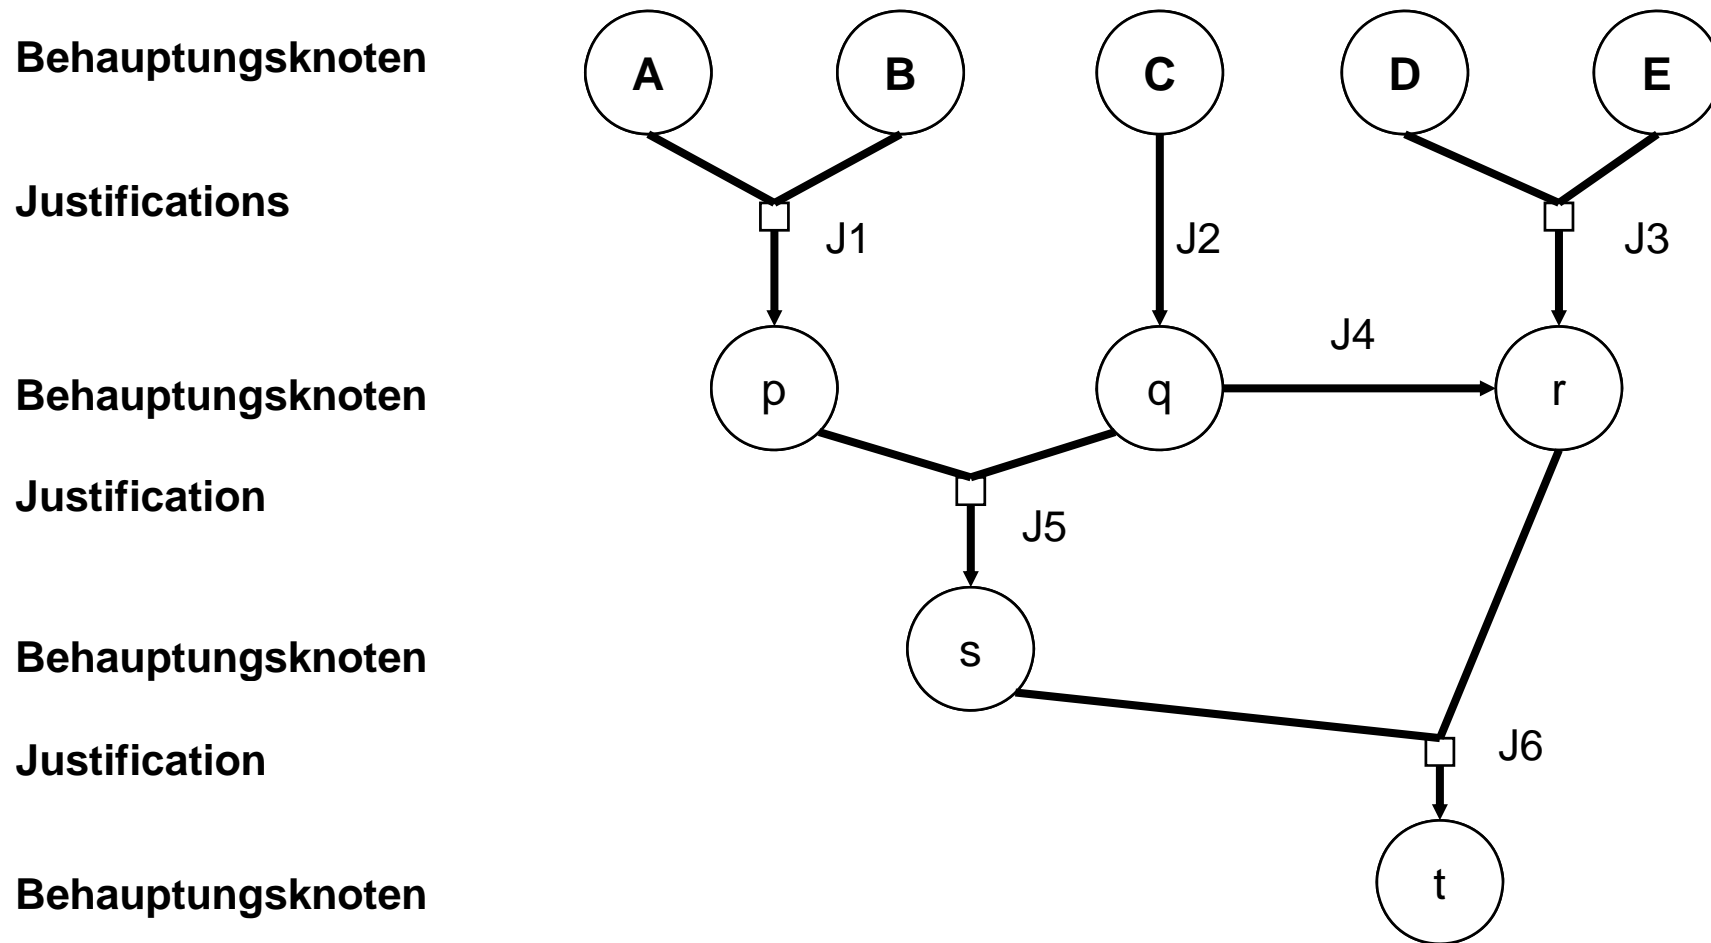 Behauptungsknoten
A
B
C
D
E
Justifications
J1
J2
J3
Behauptungsknoten
p
q
J4
r
Justification
J5
Behauptungsknoten
s
Justification
J6
Behauptungsknoten
t